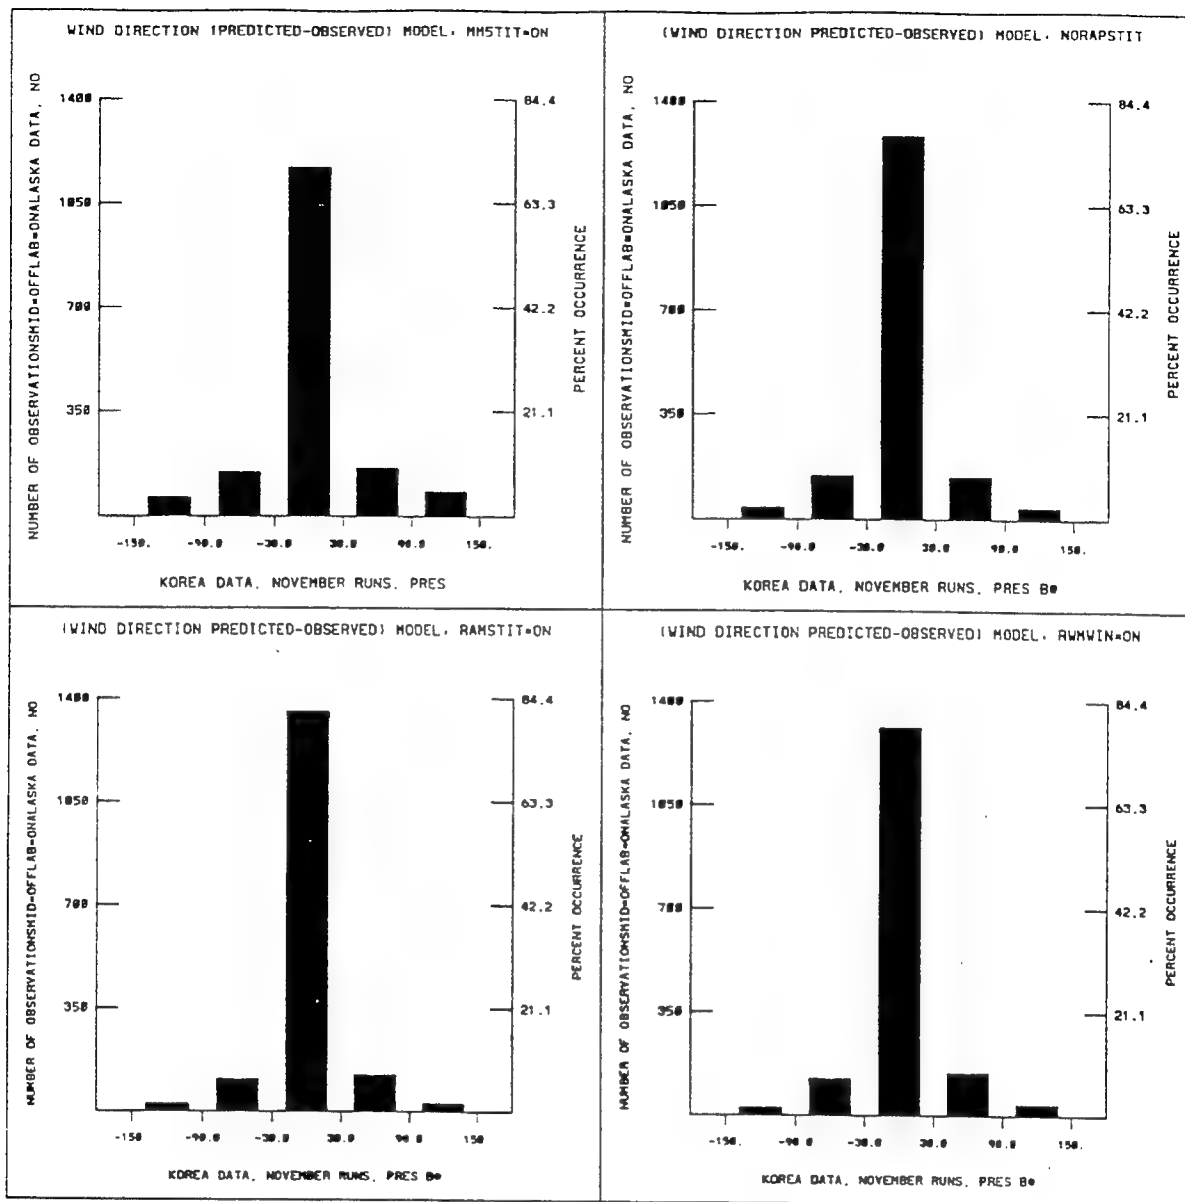 WIND DIRECTION (PREDICTED-OBSERVED) MODEL, MM5TIT=ON
NUMBER OF OBSERVATIONSMID=OFFLAB=ONALASKA DATA, NO
1400
1050
700
350
84.4
63.3
42.2
21.1
PERCENT OCCURRENCE
-150. -90.0 -30.0 30.0 90.0 150.
KOREA DATA, NOVEMBER RUNS, PRES
(WIND DIRECTION PREDICTED-OBSERVED) MODEL, NORAPSTIT
NUMBER OF OBSERVATIONSMID=OFFLAB=ONALASKA DATA, NO
1400
1050
700
350
84.4
63.3
42.2
21.1
PERCENT OCCURRENCE
-150. -90.0 -30.0 30.0 90.0 150.
KOREA DATA, NOVEMBER RUNS, PRES B@
(WIND DIRECTION PREDICTED-OBSERVED) MODEL, RAMSTIT=ON
NUMBER OF OBSERVATIONSMID=OFFLAB=ONALASKA DATA, NO
1400
1050
700
350
84.4
63.3
42.2
21.1
PERCENT OCCURRENCE
-150 -90.0 -30.0 30.0 90.0 150.
KOREA DATA, NOVEMBER RUNS, PRES B@
(WIND DIRECTION PREDICTED-OBSERVED) MODEL, RWMWIN=ON
NUMBER OF OBSERVATIONSMID=OFFLAB=ONALASKA DATA, NO
1400
1050
700
350
84.4
63.3
42.2
21.1
PERCENT OCCURRENCE
-150. -90.0 -30.0 30.0 90.0 150.
KOREA DATA, NOVEMBER RUNS, PRES B@